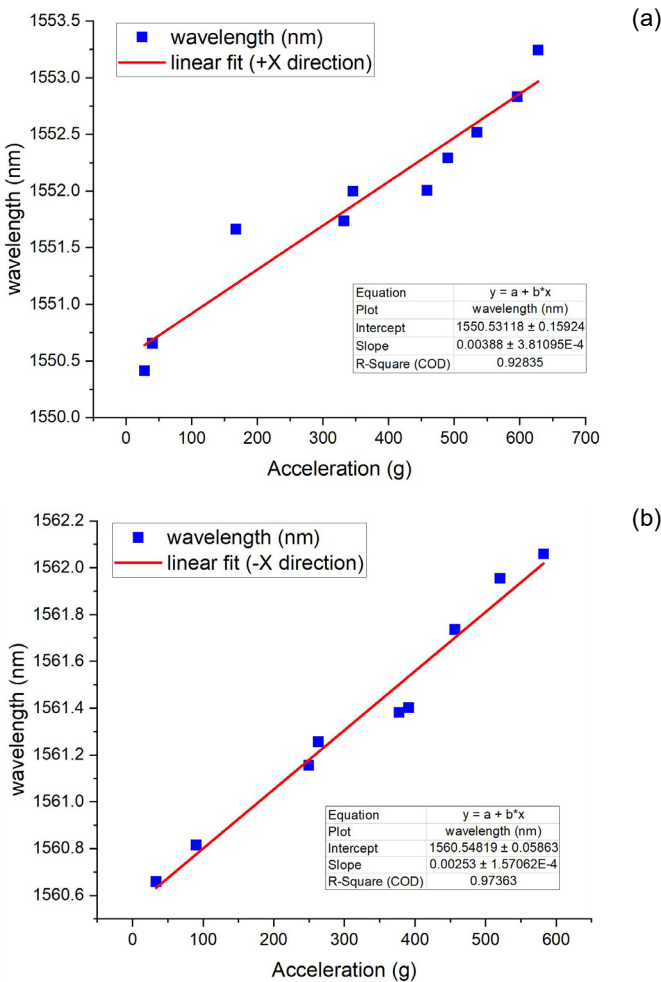 (a)
1553.5
1553.0
1552.5
1552.0
1551.5
1551.0
1550.5
1550.0
wavelength (nm)
wavelength (nm)
linear fit (+X direction)
Equation y = a + b*x
Plot wavelength (nm)
Intercept 1550.53118 ± 0.15924
Slope 0.00388 ± 3.81095E-4
R-Square (COD) 0.92835
0 100 200 300 400 500 600 700
Acceleration (g)
(b)
1562.2
1562.0
1561.8
1561.6
1561.4
1561.2
1561.0
1560.8
1560.6
wavelength (nm)
wavelength (nm)
linear fit (-X direction)
Equation y = a + b*x
Plot wavelength (nm)
Intercept 1560.54819 ± 0.05863
Slope 0.00253 ± 1.57062E-4
R-Square (COD) 0.97363
0 100 200 300 400 500 600
Acceleration (g)